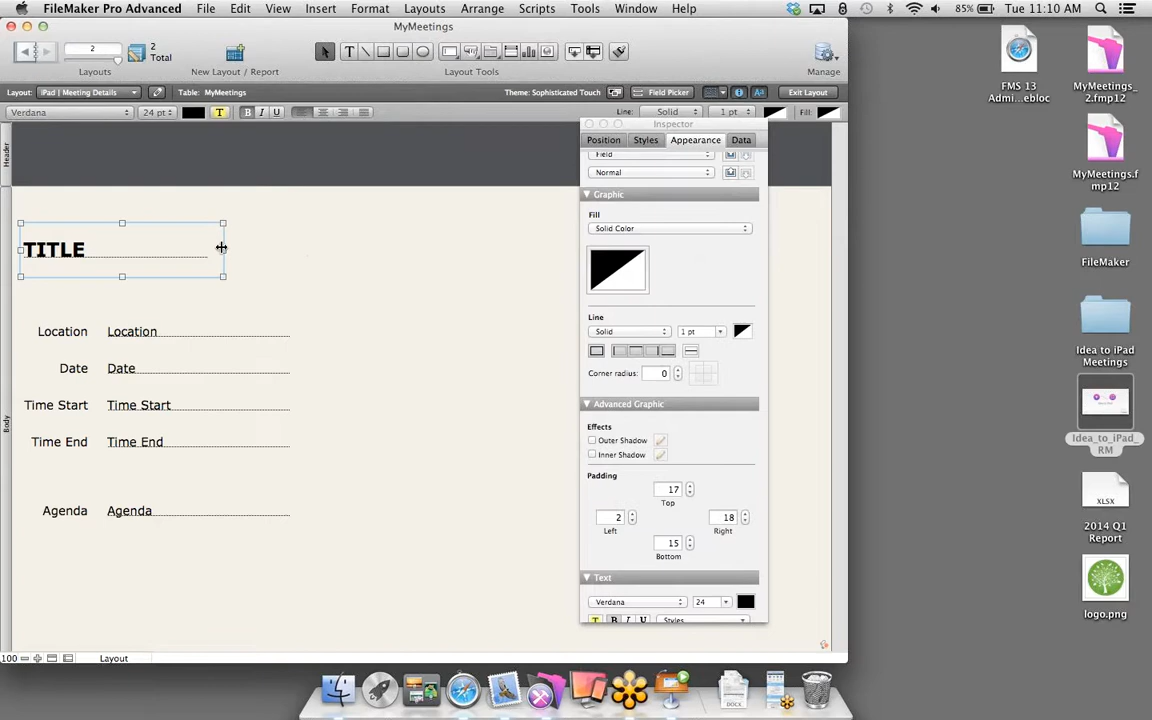 FileMaker Pro Advanced File Edit View Insert Format Layouts Arrange Scripts Tools Window Help 85% Tue 11:10 AM
MyMeetings
2
2
Total
Layouts
New Layout / Report
Layout Tools
Manage
Layout: iPad | Meeting Details Table: MyMeetings Theme: Sophisticated Touch Field Picker Aa Exit Layout
Verdana 24 pt T B I U Line: Solid 1 pt Fill:
Header
Inspector
Position Styles Appearance Data
Field
Normal
Graphic
Fill
Solid Color
Line
Solid 1 pt
Corner radius: 0
Advanced Graphic
Effects
Outer Shadow
Inner Shadow
Padding
17
Top
2
Left
18
Right
15
Bottom
Text
Verdana 24
T B I U Styles
TITLE
Location Location
Date Date
Time Start Time Start
Time End Time End
Agenda Agenda
Body
100 Layout
FMS 13
Admi...ebloc
MyMeetings_
2.fmp12
MyMeetings.f
mp12
FileMaker
Idea to iPad
Meetings
Idea_to_iPad_
RM
XLSX
2014 Q1
Report
logo.png
DOCX